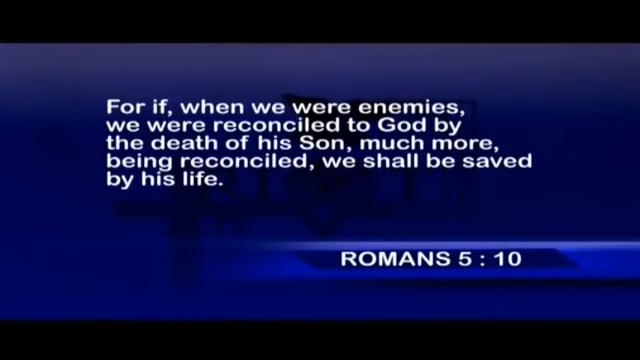 For if, when we were enemies,
we were reconciled to God by
the death of his Son, much more,
being reconciled, we shall be saved
by his life.
ROMANS 5 : 10